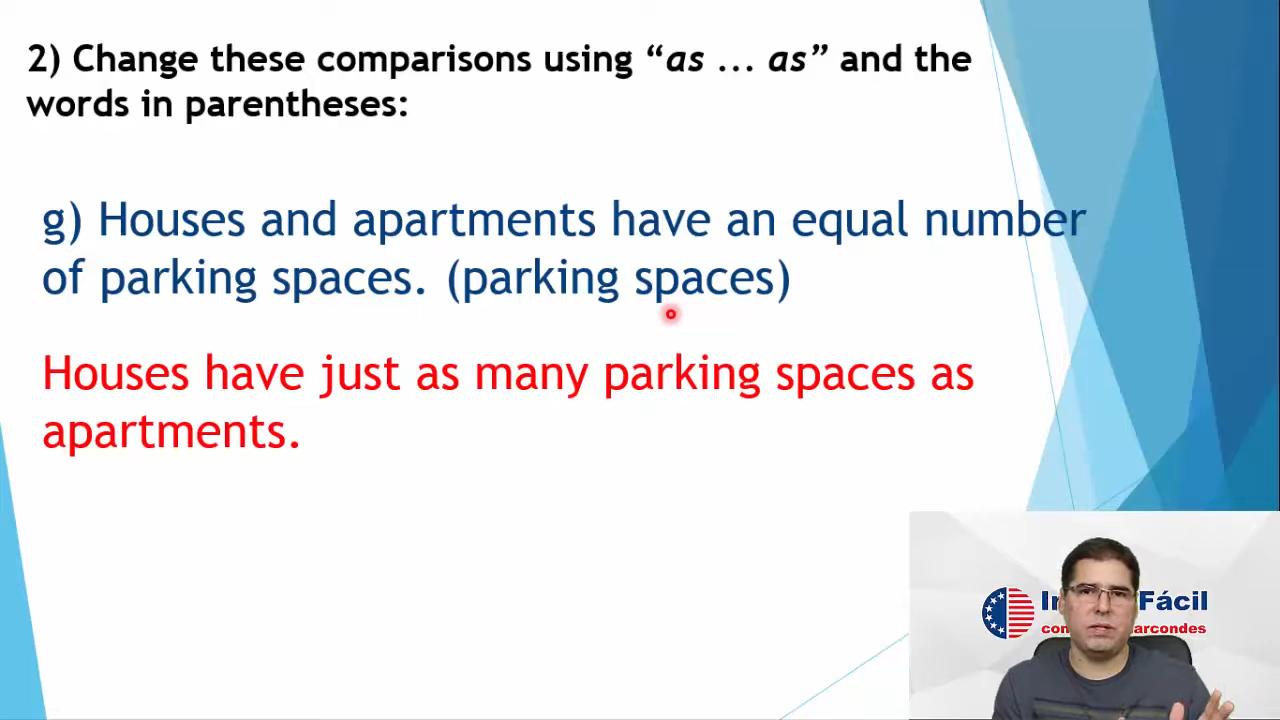 2) Change these comparisons using “as ... as” and the
words in parentheses:
g) Houses and apartments have an equal number
of parking spaces. (parking spaces)
Houses have just as many parking spaces as
apartments.
Fácil
arcondes